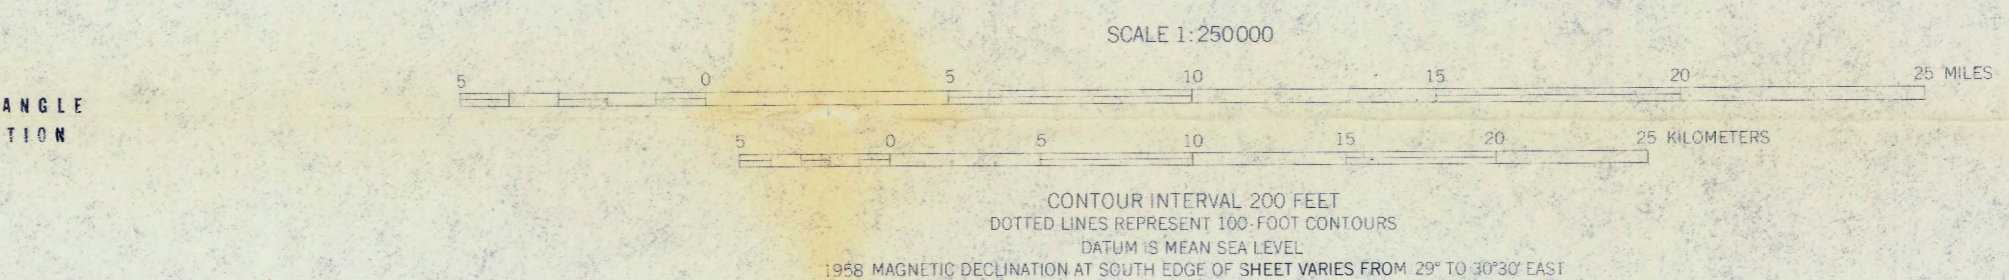 SCALE 1:250000
5 0 5 10 15 20 25 MILES
ANGLE
TION
5 0 5 10 15 20 25 KILOMETERS
CONTOUR INTERVAL 200 FEET
DOTTED LINES REPRESENT 100-FOOT CONTOURS
DATUM IS MEAN SEA LEVEL
1958 MAGNETIC DECLINATION AT SOUTH EDGE OF SHEET VARIES FROM 29° TO 30°30' EAST